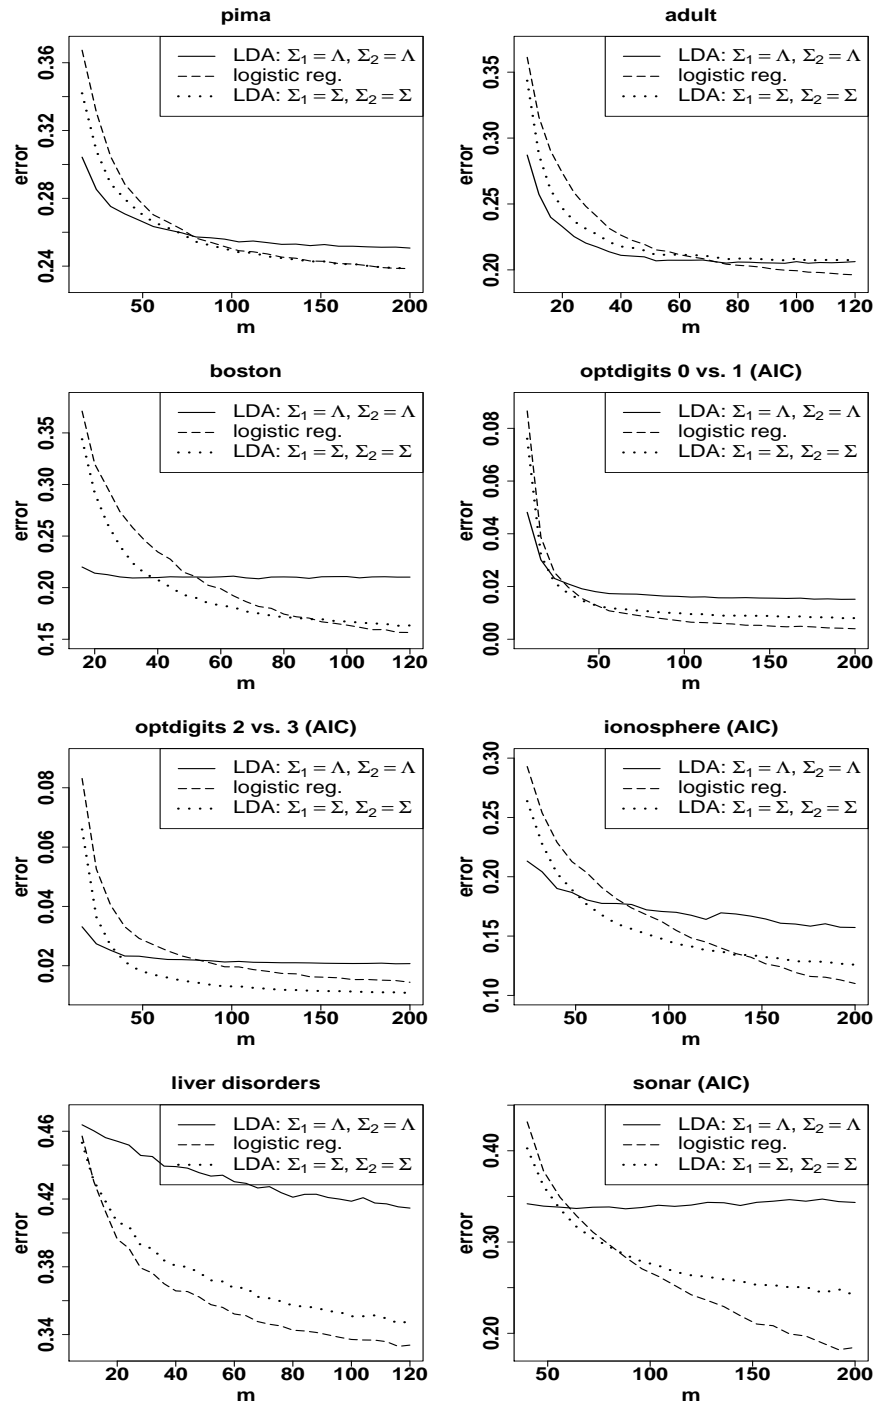 pima
LDA: Σ1 = Λ, Σ2 = Λ
logistic reg.
LDA: Σ1 = Σ, Σ2 = Σ
error
0.36
0.32
0.28
0.24
50 100 150 200
m
adult
LDA: Σ1 = Λ, Σ2 = Λ
logistic reg.
LDA: Σ1 = Σ, Σ2 = Σ
error
0.35
0.30
0.25
0.20
20 40 60 80 100 120
m
boston
LDA: Σ1 = Λ, Σ2 = Λ
logistic reg.
LDA: Σ1 = Σ, Σ2 = Σ
error
0.35
0.30
0.25
0.20
0.15
20 40 60 80 100 120
m
optdigits 0 vs. 1 (AIC)
LDA: Σ1 = Λ, Σ2 = Λ
logistic reg.
LDA: Σ1 = Σ, Σ2 = Σ
error
0.08
0.06
0.04
0.02
0.00
50 100 150 200
m
optdigits 2 vs. 3 (AIC)
LDA: Σ1 = Λ, Σ2 = Λ
logistic reg.
LDA: Σ1 = Σ, Σ2 = Σ
error
0.08
0.06
0.04
0.02
50 100 150 200
m
ionosphere (AIC)
LDA: Σ1 = Λ, Σ2 = Λ
logistic reg.
LDA: Σ1 = Σ, Σ2 = Σ
error
0.30
0.25
0.20
0.15
0.10
50 100 150 200
m
liver disorders
LDA: Σ1 = Λ, Σ2 = Λ
logistic reg.
LDA: Σ1 = Σ, Σ2 = Σ
error
0.46
0.42
0.38
0.34
20 40 60 80 100 120
m
sonar (AIC)
LDA: Σ1 = Λ, Σ2 = Λ
logistic reg.
LDA: Σ1 = Σ, Σ2 = Σ
error
0.40
0.30
0.20
50 100 150 200
m